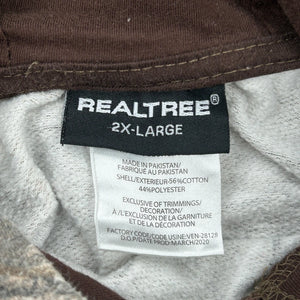 REALTREE®
2X-LARGE
MADE IN PAKISTAN/
FABRIQUÉ AU PAKISTAN
SHELL/EXTERIEUR-56%COTTON
44%POLYESTER
EXCLUSIVE OF TRIMMINGS/
DECORATION/
À L'EXCLUSION DE LA GARNITURE
ET DE LA DÉCORATION
FACTORY CODE/CODE USINE:VEN-28128
D.O.P/DATE PROD:MARCH/2020